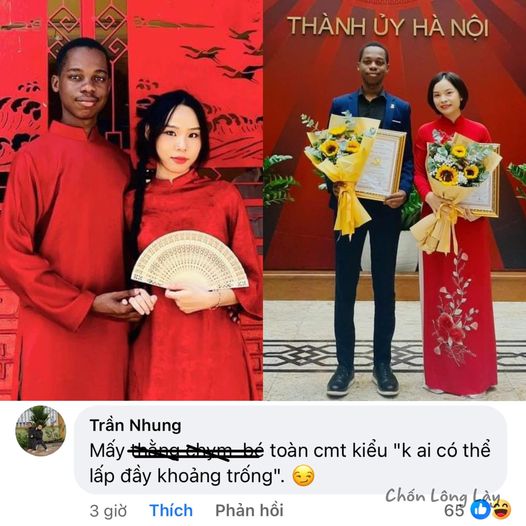 THÀNH ỦY HÀ NỘI
Trần Nhung
Mấy thằng chym bé toàn cmt kiểu "k ai có thể
lấp đầy khoảng trống". 😏
Chốn Lông Lày
3 giờ Thích Phản hồi 65